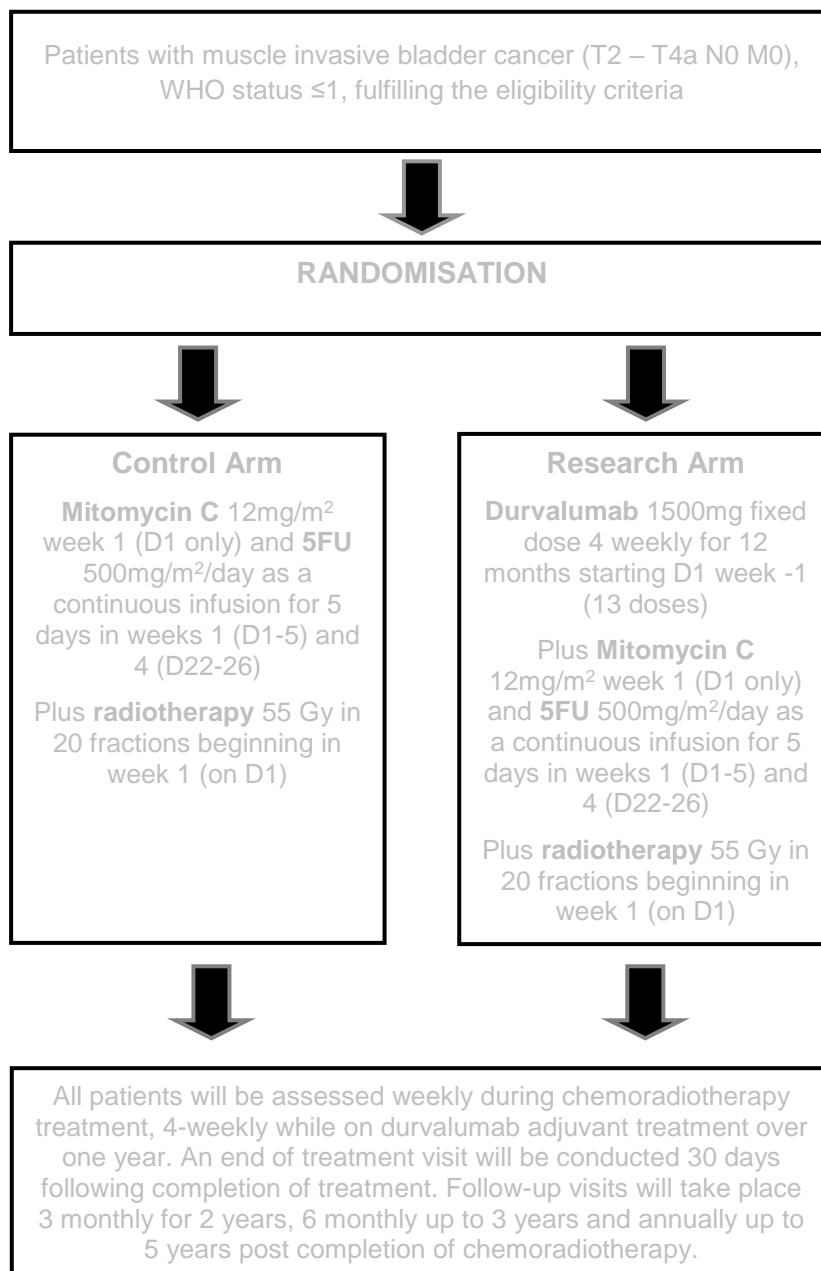 Patients with muscle invasive bladder cancer (T2 – T4a N0 M0),
WHO status ≤1, fulfilling the eligibility criteria
RANDOMISATION
Control Arm
Mitomycin C 12mg/m²
week 1 (D1 only) and 5FU
500mg/m²/day as a
continuous infusion for 5
days in weeks 1 (D1-5) and
4 (D22-26)
Plus radiotherapy 55 Gy in
20 fractions beginning in
week 1 (on D1)
Research Arm
Durvalumab 1500mg fixed
dose 4 weekly for 12
months starting D1 week -1
(13 doses)
Plus Mitomycin C
12mg/m² week 1 (D1 only)
and 5FU 500mg/m²/day as
a continuous infusion for 5
days in weeks 1 (D1-5) and
4 (D22-26)
Plus radiotherapy 55 Gy in
20 fractions beginning in
week 1 (on D1)
All patients will be assessed weekly during chemoradiotherapy
treatment, 4-weekly while on durvalumab adjuvant treatment over
one year. An end of treatment visit will be conducted 30 days
following completion of treatment. Follow-up visits will take place
3 monthly for 2 years, 6 monthly up to 3 years and annually up to
5 years post completion of chemoradiotherapy.